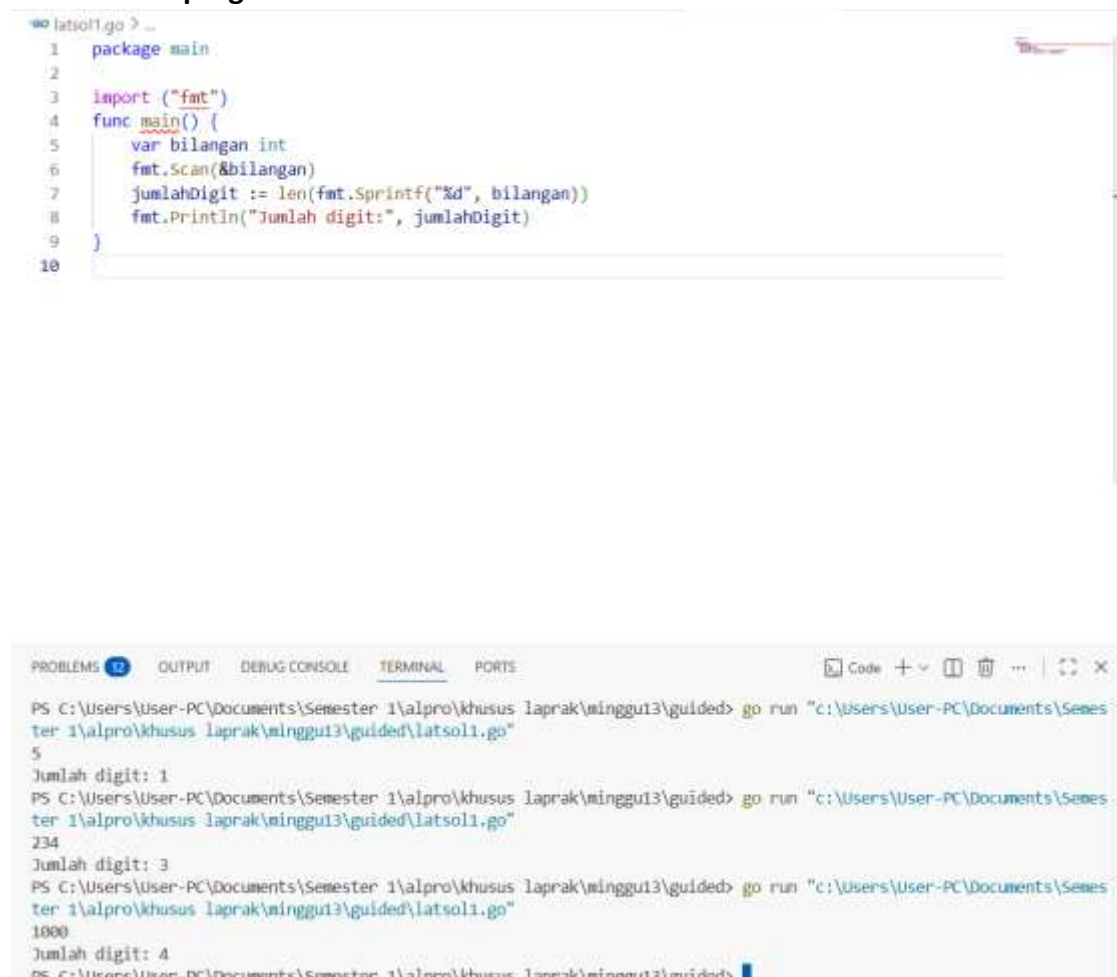 latsol1.go > ...
1 package main
2
3 import ("fmt")
4 func main() {
5 var bilangan int
6 fmt.Scan(&bilangan)
7 jumlahDigit := len(fmt.Sprintf("%d", bilangan))
8 fmt.Println("Jumlah digit:", jumlahDigit)
9 }
10
PROBLEMS 12 OUTPUT DEBUG CONSOLE TERMINAL PORTS Code
PS C:\Users\User-PC\Documents\Semester 1\alpro\khusus laprak\minggu13\guided> go run "c:\Users\User-PC\Documents\Semes
ter 1\alpro\khusus laprak\minggu13\guided\latsol1.go"
5
Jumlah digit: 1
PS C:\Users\User-PC\Documents\Semester 1\alpro\khusus laprak\minggu13\guided> go run "c:\Users\User-PC\Documents\Semes
ter 1\alpro\khusus laprak\minggu13\guided\latsol1.go"
234
Jumlah digit: 3
PS C:\Users\User-PC\Documents\Semester 1\alpro\khusus laprak\minggu13\guided> go run "c:\Users\User-PC\Documents\Semes
ter 1\alpro\khusus laprak\minggu13\guided\latsol1.go"
1000
Jumlah digit: 4
PS C:\Users\User-PC\Documents\Semester 1\alpro\khusus laprak\minggu13\guided>